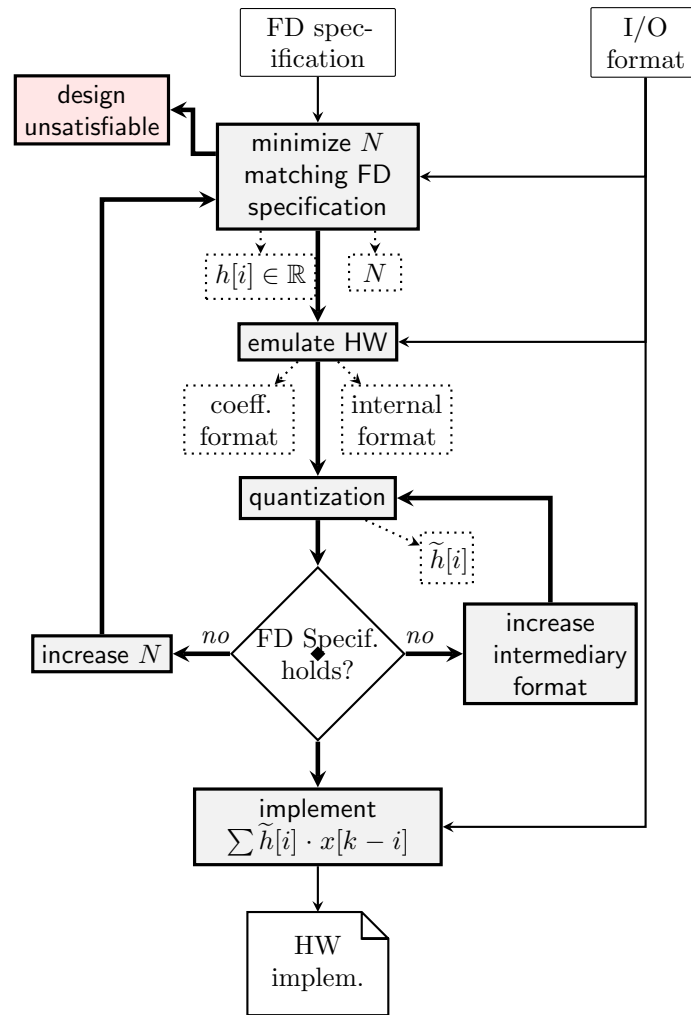 FD spec-
ification
I/O
format
design
unsatisfiable
minimize N
matching FD
specification
h[i] ∈ ℝ
N
emulate HW
coeff.
format
internal
format
quantization
h̃[i]
no
FD Specif.
holds?
no
increase N
increase
intermediary
format
implement
∑ h̃[i] · x[k − i]
HW
implem.